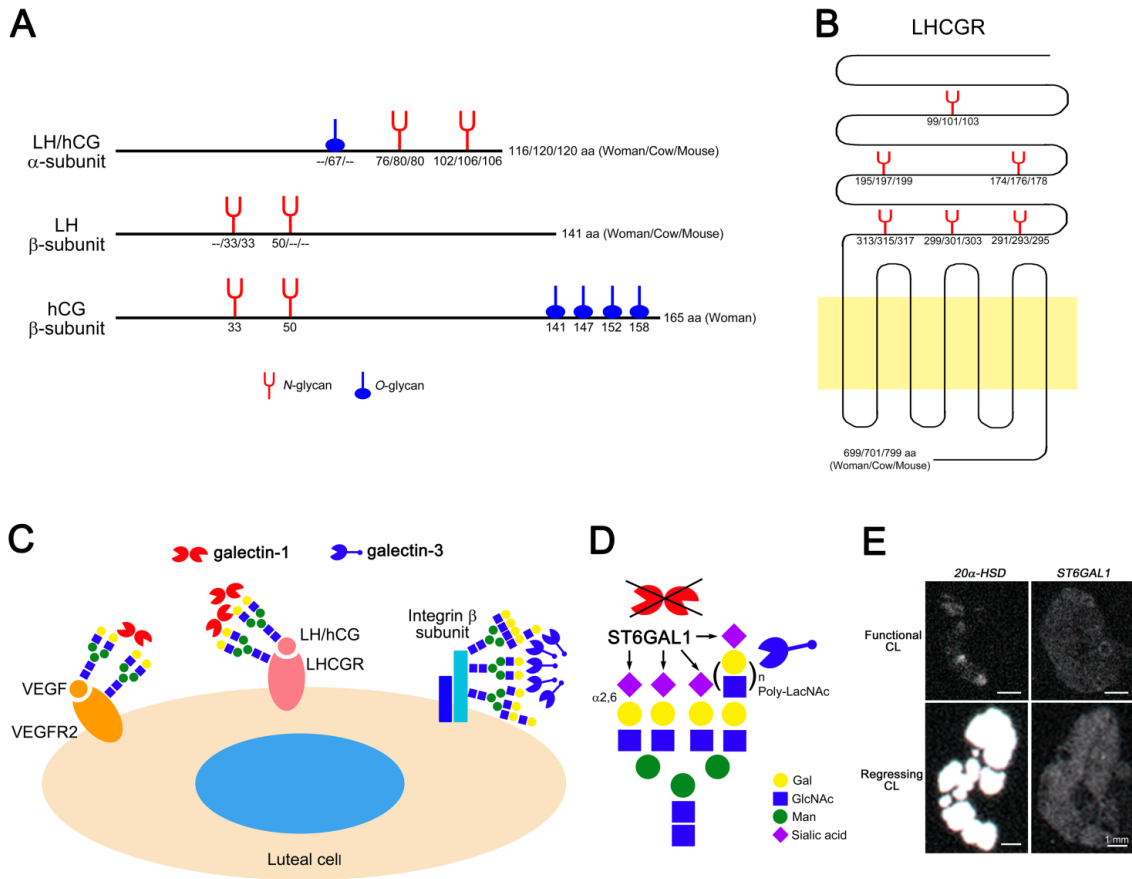 A
LH/hCG
α-subunit
--/67/--
76/80/80
102/106/106
116/120/120 aa (Woman/Cow/Mouse)
LH
β-subunit
--/33/33
50/--/--
141 aa (Woman/Cow/Mouse)
hCG
β-subunit
33
50
141
147
152
158
165 aa (Woman)
N-glycan
O-glycan
B
LHCGR
99/101/103
195/197/199
174/176/178
313/315/317
299/301/303
291/293/295
699/701/799 aa
(Woman/Cow/Mouse)
C
galectin-1
galectin-3
VEGF
VEGFR2
LH/hCG
LHCGR
Integrin β
subunit
Luteal cell
D
ST6GAL1
α2,6
n
Poly-LacNAc
Gal
GlcNAc
Man
Sialic acid
E
20α-HSD
ST6GAL1
Functional
CL
Regressing
CL
1 mm